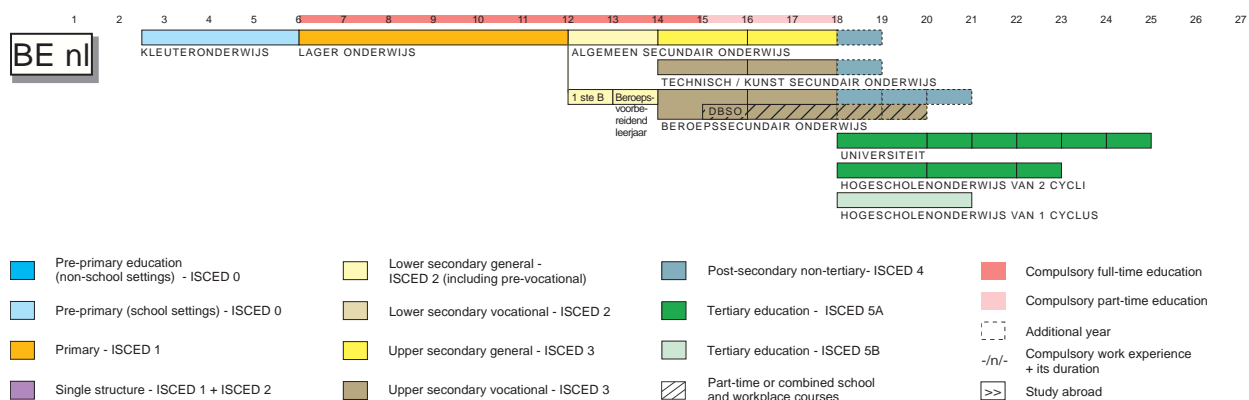 1 2 3 4 5 6 7 8 9 10 11 12 13 14 15 16 17 18 19 20 21 22 23 24 25 26 27
BE nl
KLEUTERONDERWIJS
LAGER ONDERWIJS
ALGEMEEN SECUNDAIR ONDERWIJS
TECHNISCH / KUNST SECUNDAIR ONDERWIJS
1 ste B
Beroeps-
voorbe-
reidend
leerjaar
DBSO
BEROEPSSECUNDAIR ONDERWIJS
UNIVERSITEIT
HOGESCHOLENONDERWIJS VAN 2 CYCLI
HOGESCHOLENONDERWIJS VAN 1 CYCLUS
Pre-primary education
(non-school settings) - ISCED 0
Pre-primary (school settings) - ISCED 0
Primary - ISCED 1
Single structure - ISCED 1 + ISCED 2
Lower secondary general -
ISCED 2 (including pre-vocational)
Lower secondary vocational - ISCED 2
Upper secondary general - ISCED 3
Upper secondary vocational - ISCED 3
Post-secondary non-tertiary- ISCED 4
Tertiary education - ISCED 5A
Tertiary education - ISCED 5B
Part-time or combined school
and workplace courses
Compulsory full-time education
Compulsory part-time education
Additional year
-/n/- Compulsory work experience
+ its duration
>> Study abroad